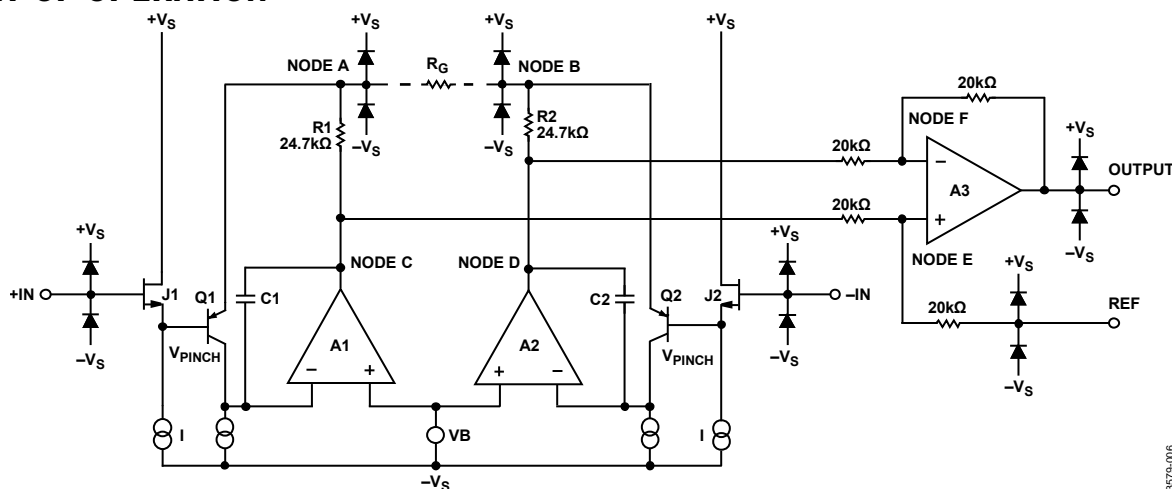 +VS
+VS
+VS
+VS
NODE A
RG
NODE B
R1
24.7kΩ
–VS
–VS
R2
24.7kΩ
20kΩ
NODE F
20kΩ
–
A3
+
+VS
OUTPUT
–VS
20kΩ
NODE E
+VS
+IN
–VS
J1
Q1
VPINCH
C1
NODE C
NODE D
A1
–
+
A2
+
–
C2
Q2
VPINCH
J2
+VS
–IN
–VS
20kΩ
+VS
REF
–VS
I
VB
I
–VS